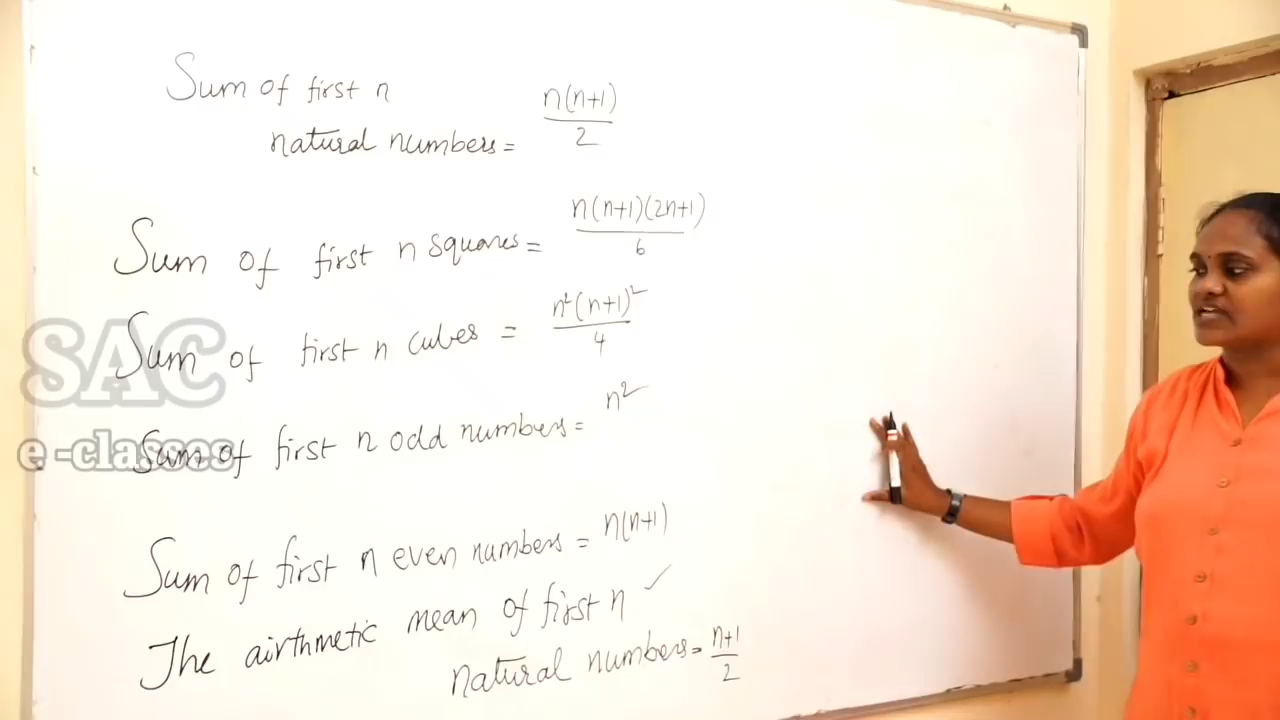 Sum of first n
natural numbers = n(n+1)/2
Sum of first n squares = n(n+1)(2n+1)/6
Sum of first n cubes = n²(n+1)²/4
Sum of first n odd numbers = n²
Sum of first n even numbers = n(n+1)
The airthmetic mean of first n ✓
natural numbers = n+1/2
SAC
e-classes